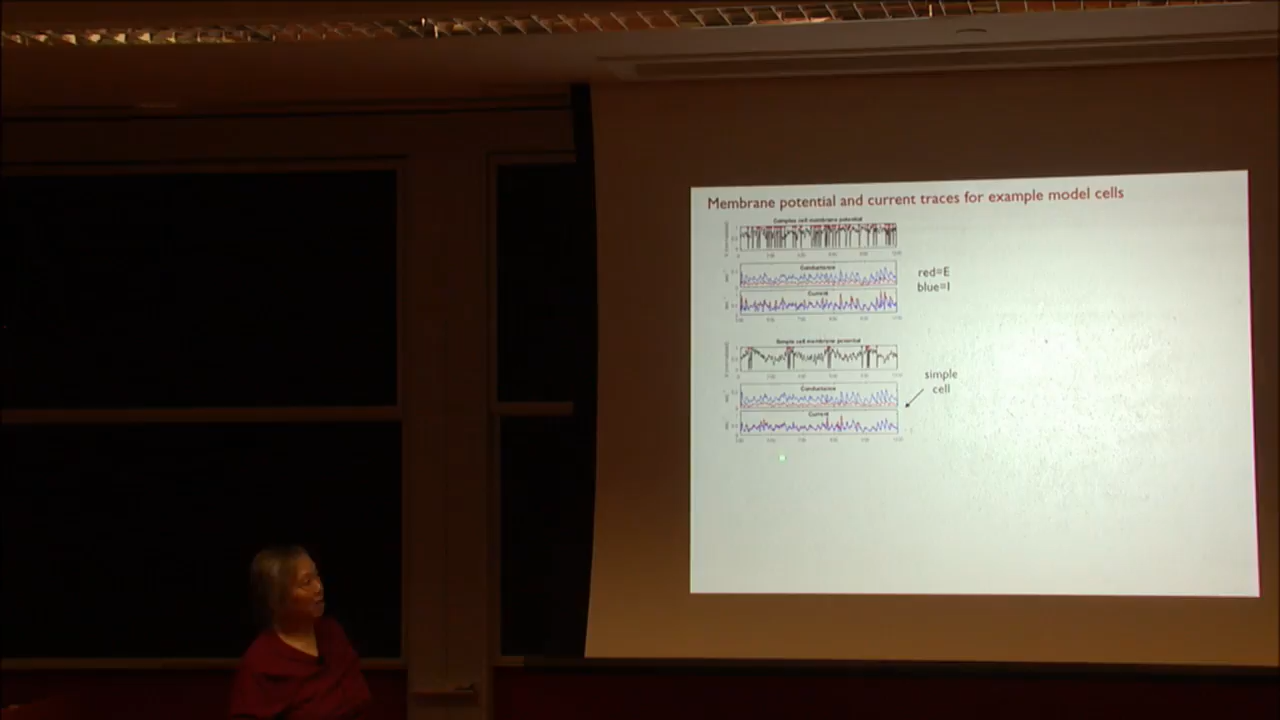 Membrane potential and current traces for example model cells
Complex cell membrane potential
Conductance
Current
red=E
blue=I
Simple cell membrane potential
Conductance
Current
simple
cell